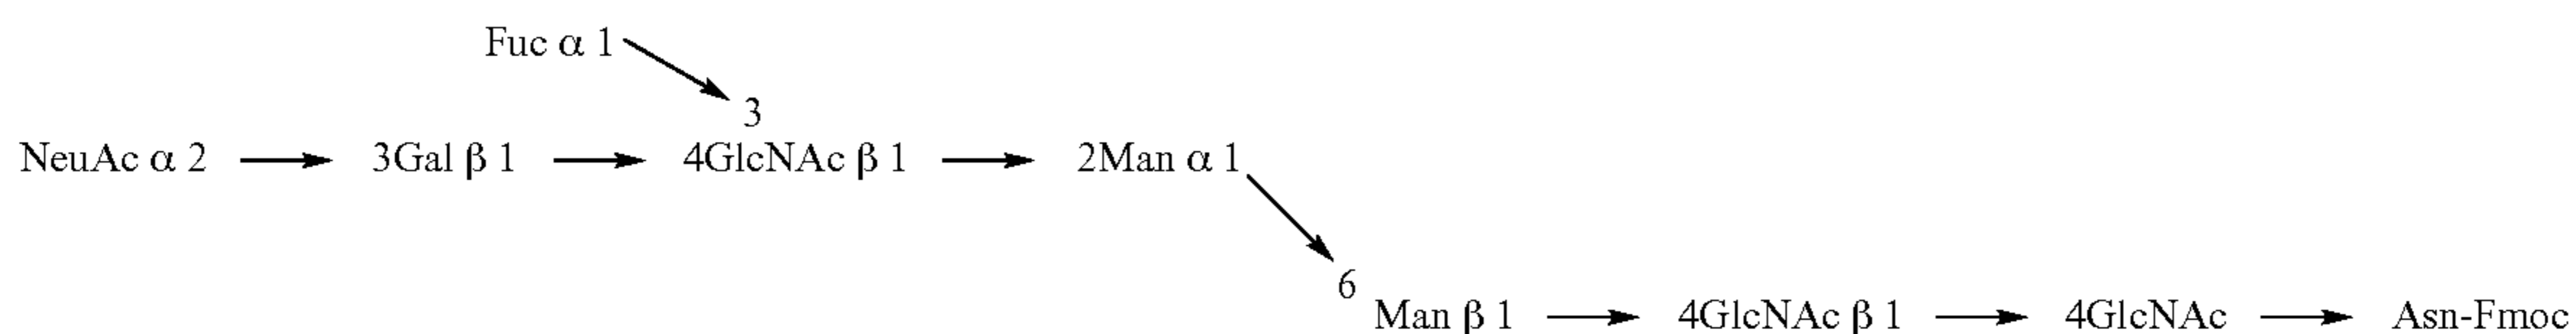 Fuc α 1
3
NeuAc α 2 3Gal β 1 4GlcNAc β 1 2Man α 1
6
Man β 1 4GlcNAc β 1 4GlcNAc Asn-Fmoc